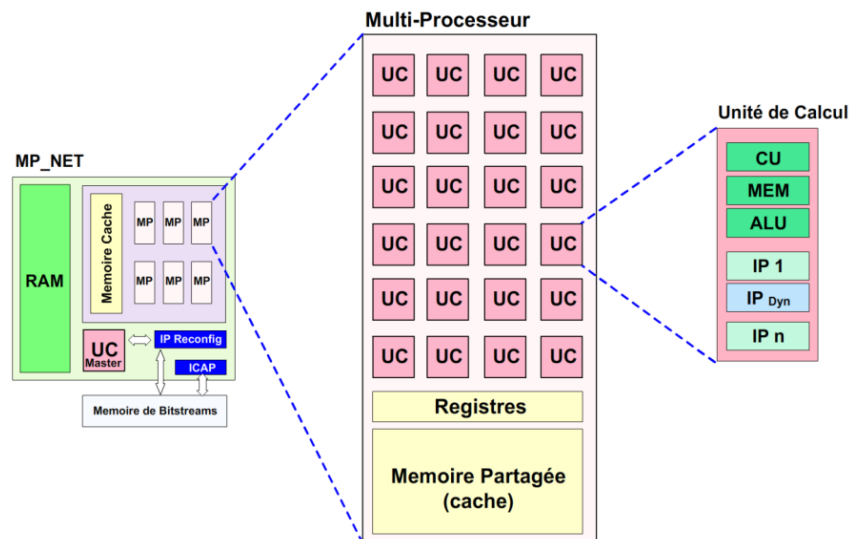 MP_NET
RAM
Memoire Cache
MP MP MP
MP MP MP
UC
Master
IP Reconfig
ICAP
Memoire de Bitstreams
Multi-Processeur
UC UC UC UC
UC UC UC UC
UC UC UC UC
UC UC UC UC
UC UC UC UC
UC UC UC UC
Registres
Memoire Partagée
(cache)
Unité de Calcul
CU
MEM
ALU
IP 1
IP Dyn
IP n